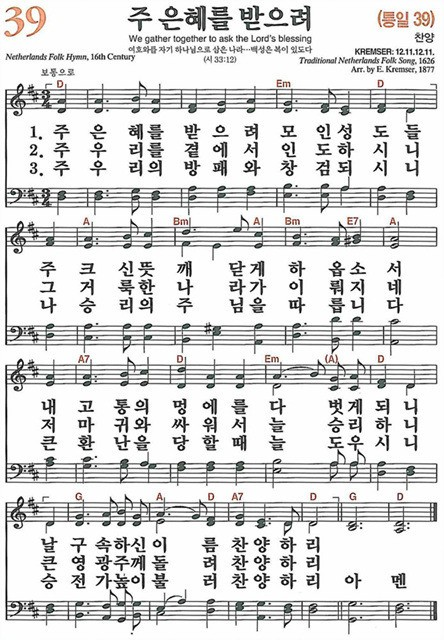 39
주 은혜를 받으려
(통일 39)
We gather together to ask the Lord's blessing
찬양
여호와를 자기 하나님으로 삼은 나라…백성은 복이 있도다
(시 33:12)
KREMSER: 12.11.12.11.
Netherlands Folk Hymn, 16th Century
Traditional Netherlands Folk Song, 1626
Arr. by E. Kremser, 1877
보통으로
D Em D
1. 주 은 혜를 받 으 려 모 인 성 도 들
2. 주 우 리를 곁 에 서 인 도 하 시 니
3. 주 우 리의 방 패 와 창 검 되 시 니
A Bm A Bm E7 A
주 크 신뜻 깨 닫 게 하 옵 소 서
그 거 룩한 나 라 가 이 뤄 지 네
나 승 리의 주 님 을 따 릅 니 다
A7 D Em (A) D
내 고 통의 멍 에 를 다 벗 게 되 니
저 마 귀와 싸 워 서 늘 승 리 하 니
큰 환 난을 당 할 때 늘 도 우 시 니
G A D A7 D G D
날 구 속하신이 름 찬 양 하 리
큰 영 광주께돌 려 찬 양 하 리
승 전 가높이불 러 찬 양 하 리 아 멘